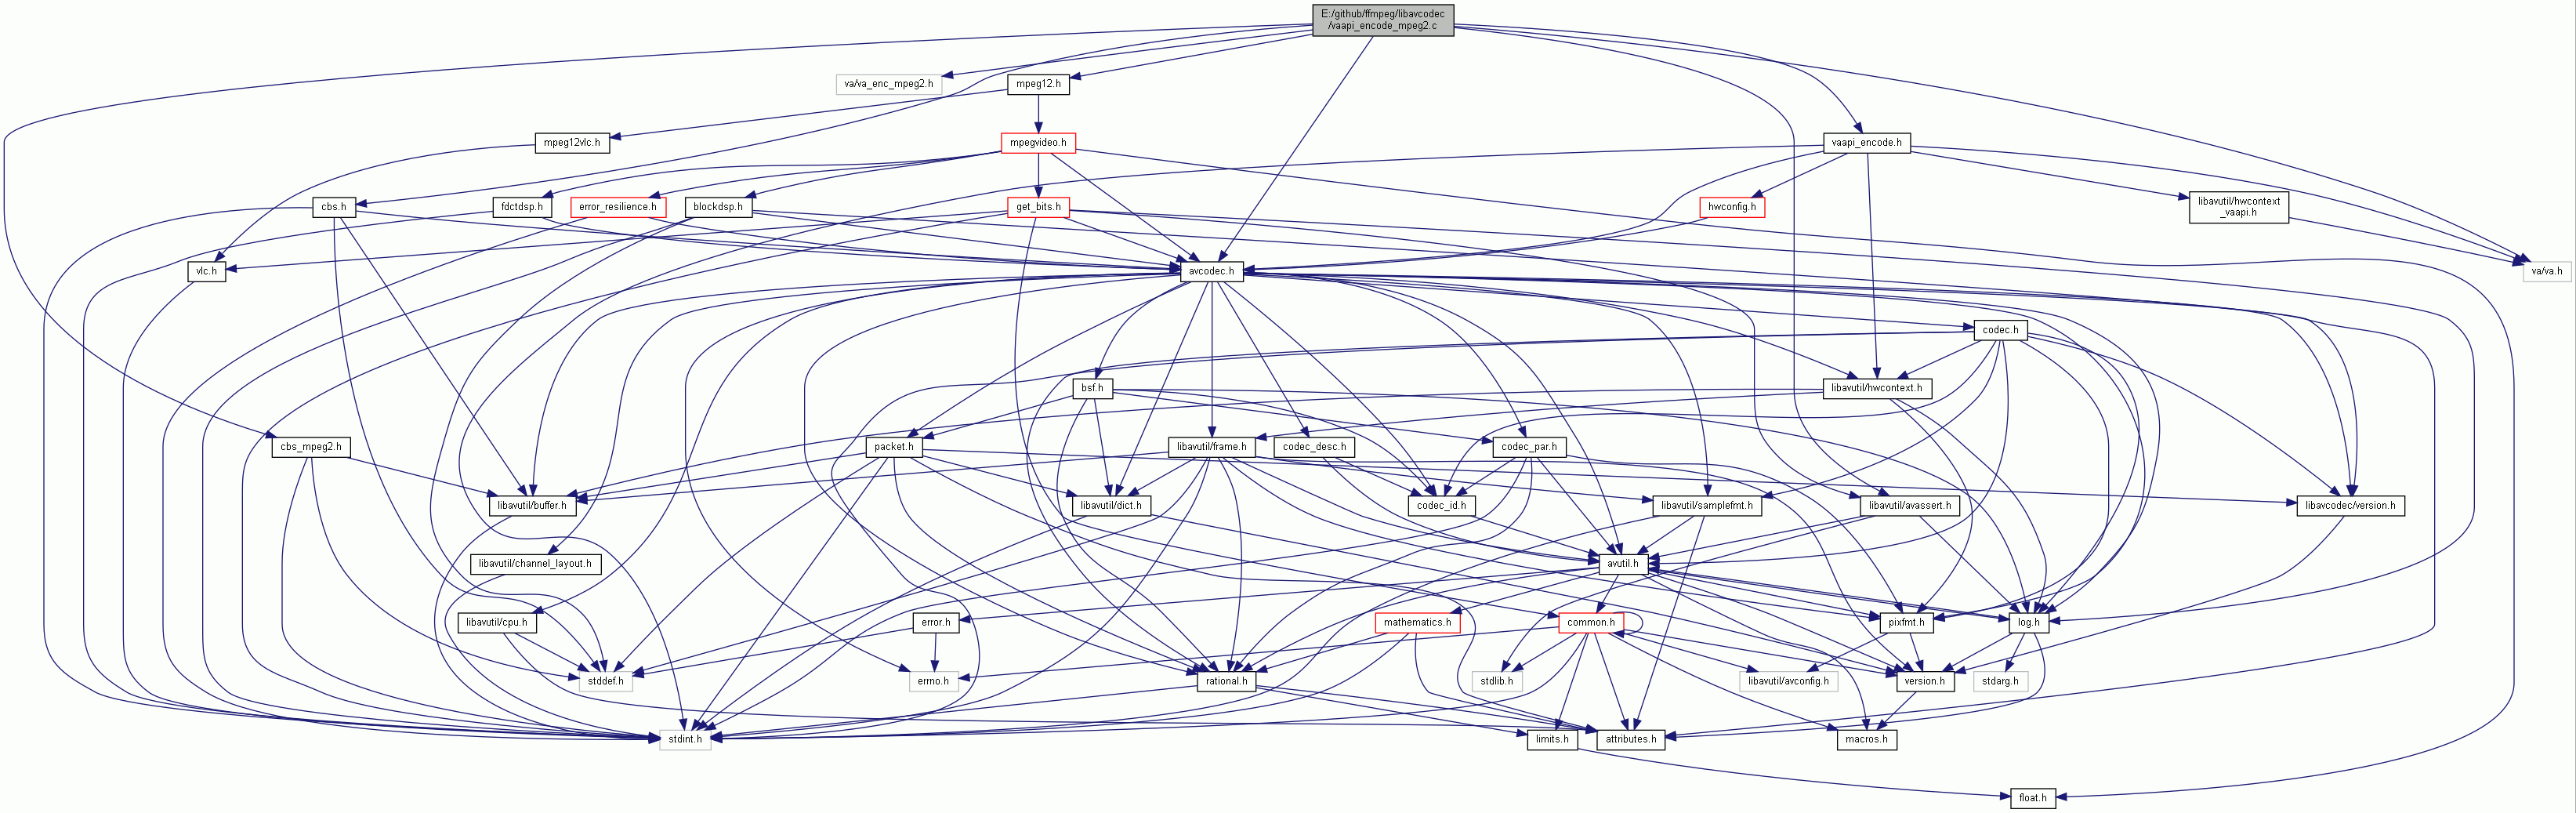 E:/github/ffmpeg/libavcodec
/vaapi_encode_mpeg2.c
va/va_enc_mpeg2.h
mpeg12.h
mpeg12vlc.h
mpegvideo.h
vaapi_encode.h
cbs.h
fdctdsp.h
error_resilience.h
blockdsp.h
get_bits.h
hwconfig.h
libavutil/hwcontext
_vaapi.h
vlc.h
avcodec.h
va/va.h
codec.h
bsf.h
libavutil/hwcontext.h
cbs_mpeg2.h
packet.h
libavutil/frame.h
codec_desc.h
codec_par.h
libavutil/buffer.h
libavutil/dict.h
codec_id.h
libavutil/samplefmt.h
libavutil/avassert.h
libavcodec/version.h
libavutil/channel_layout.h
avutil.h
libavutil/cpu.h
error.h
mathematics.h
common.h
pixfmt.h
log.h
stddef.h
errno.h
rational.h
stdlib.h
libavutil/avconfig.h
version.h
stdarg.h
stdint.h
limits.h
attributes.h
macros.h
float.h